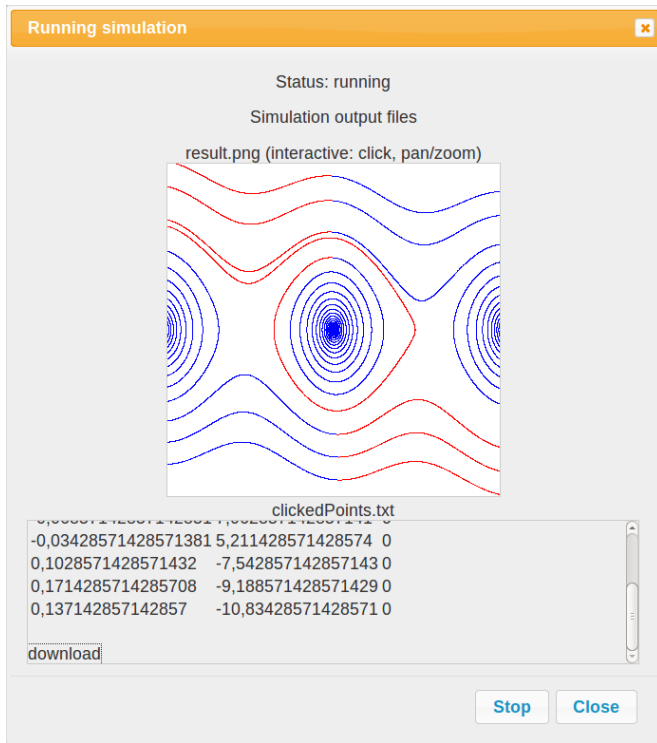 Running simulation
Status: running
Simulation output files
result.png (interactive: click, pan/zoom)
clickedPoints.txt
-0,03428571428571381 5,211428571428574 0
0,1028571428571432 -7,542857142857143 0
0,1714285714285708 -9,188571428571429 0
0,137142857142857 -10,83428571428571 0
download
Stop Close